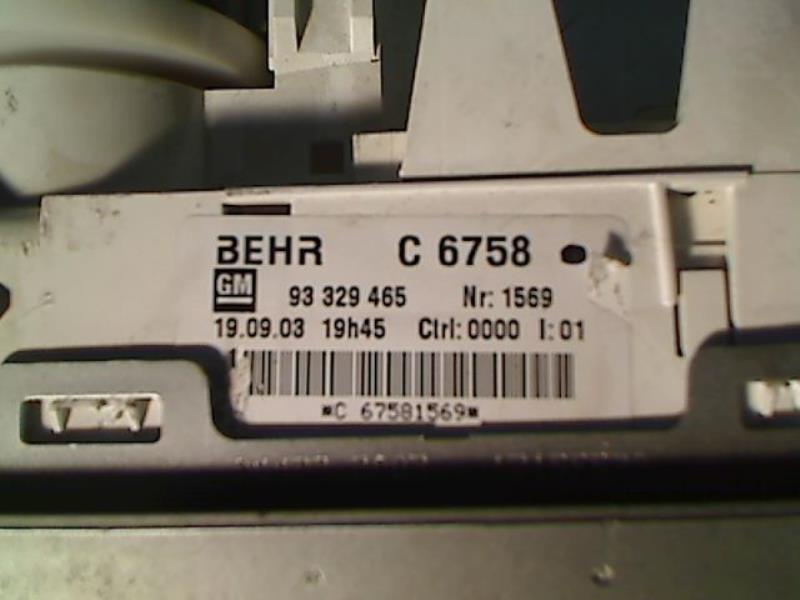 BEHR C 6758
GM 93 329 465 Nr: 1569
19.09.03 19h45 Ctrl:0000 I:01
*C 67581569*